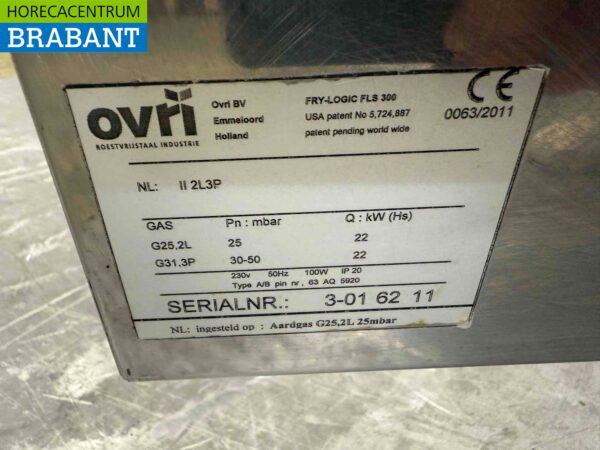 HORECACENTRUM
BRABANT
ovri
ROESTVRIJSTAAL INDUSTRIE
Ovri BV
Emmeloord
Holland
FRY-LOGIC FLS 300
USA patent No 5,724,887
patent pending world wide
CE
0063/2011
NL: II 2L3P
GAS Pn : mbar Q : kW (Hs)
G25,2L 25 22
G31,3P 30-50 22
230v 50Hz 100W IP 20
Type A/B pin nr, 63 AQ 5920
SERIALNR.: 3-01 62 11
NL: ingesteld op : Aardgas G25,2L 25mbar